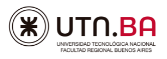 UTN.BA
UNIVERSIDAD TECNOLÓGICA NACIONAL
FACULTAD REGIONAL BUENOS AIRES